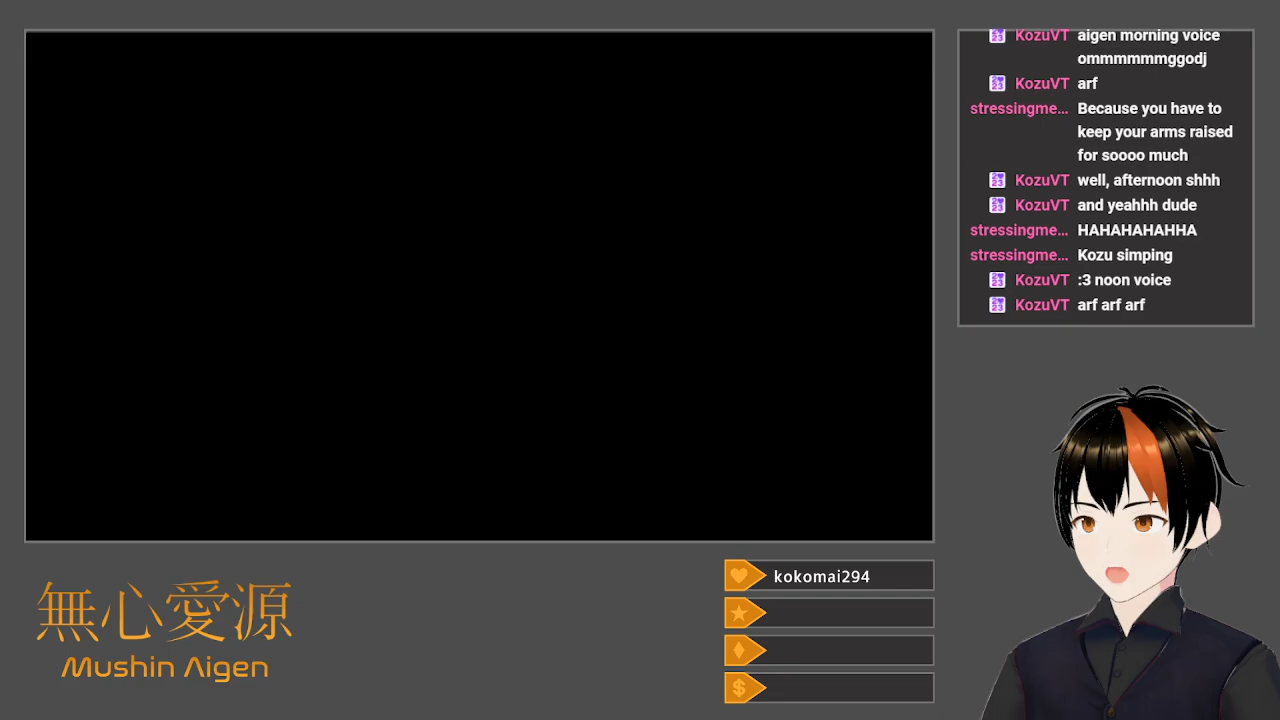 KozuVT aigen morning voice
ommmmmmggodj
KozuVT arf
stressingme... Because you have to
keep your arms raised
for soooo much
KozuVT well, afternoon shhh
KozuVT and yeahhh dude
stressingme... HAHAHAHAHHA
stressingme... Kozu simping
KozuVT :3 noon voice
KozuVT arf arf arf
kokomai294
無心愛源
Mushin Aigen